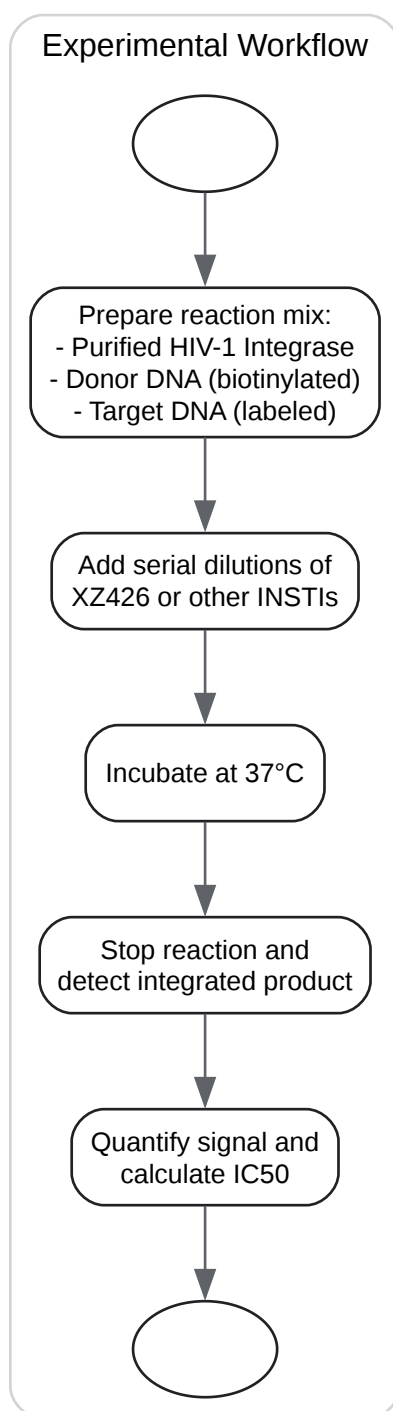 Experimental Workflow
Prepare reaction mix:
- Purified HIV-1 Integrase
- Donor DNA (biotinylated)
- Target DNA (labeled)
Add serial dilutions of
XZ426 or other INSTIs
Incubate at 37°C
Stop reaction and
detect integrated product
Quantify signal and
calculate IC50